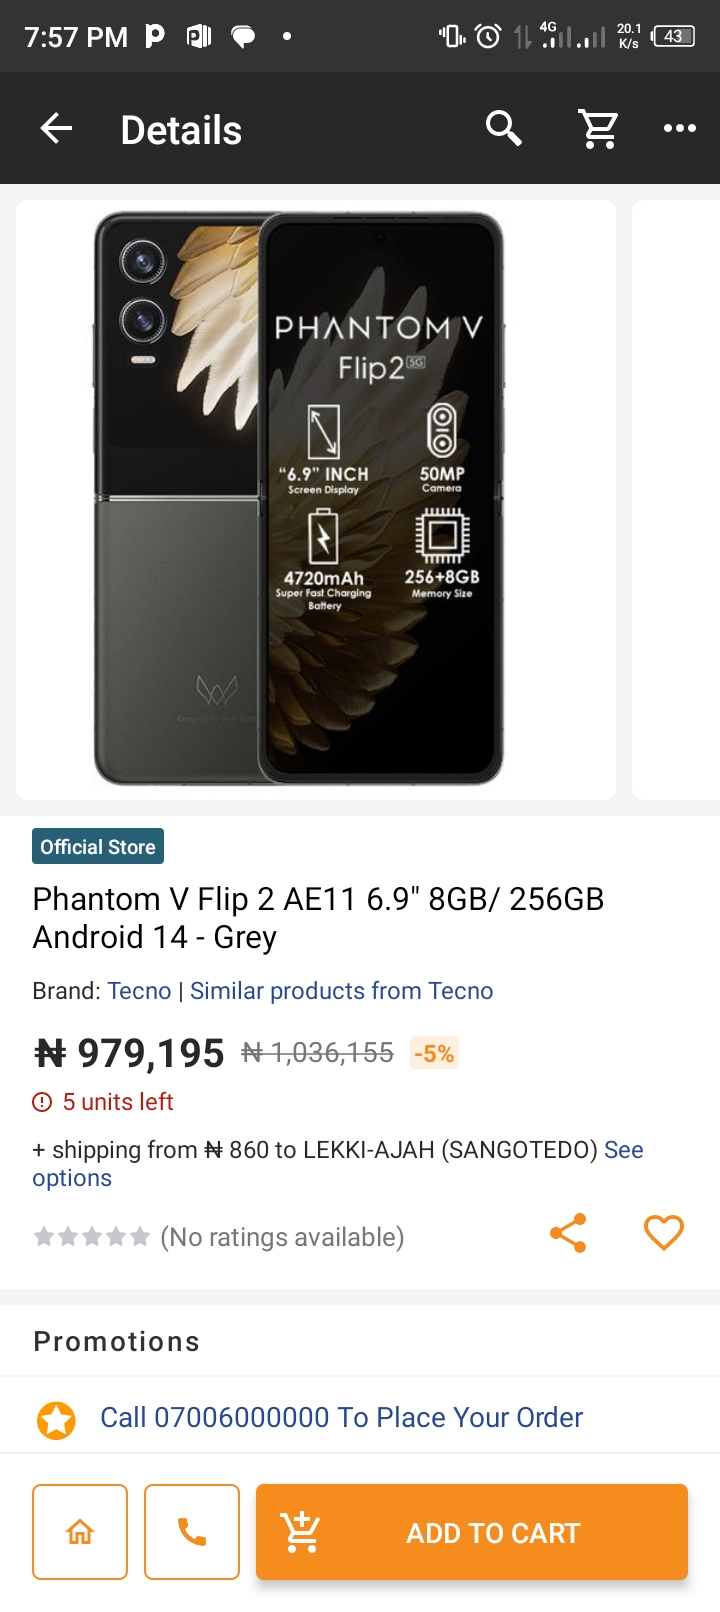 7:57 PM
4G
20.1
K/s
43
Details
PHANTOM V
Flip2 5G
"6.9" INCH
Screen Display
50MP
Camera
4720mAh
Super Fast Charging
Battery
256+8GB
Memory Size
Official Store
Phantom V Flip 2 AE11 6.9" 8GB/ 256GB
Android 14 - Grey
Brand: Tecno | Similar products from Tecno
₦ 979,195 ₦ 1,036,155 -5%
5 units left
+ shipping from ₦ 860 to LEKKI-AJAH (SANGOTEDO) See
options
(No ratings available)
Promotions
Call 07006000000 To Place Your Order
ADD TO CART